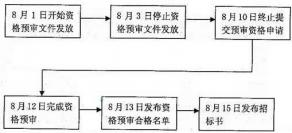 8月1日开始资
格预审文件发放
8月3日停止资
格预审文件发放
8月10日终止提
交预审资格申请
8月12日完成资
格预审
8月13日发布资
格预审合格名单
8月15日发布招
标书